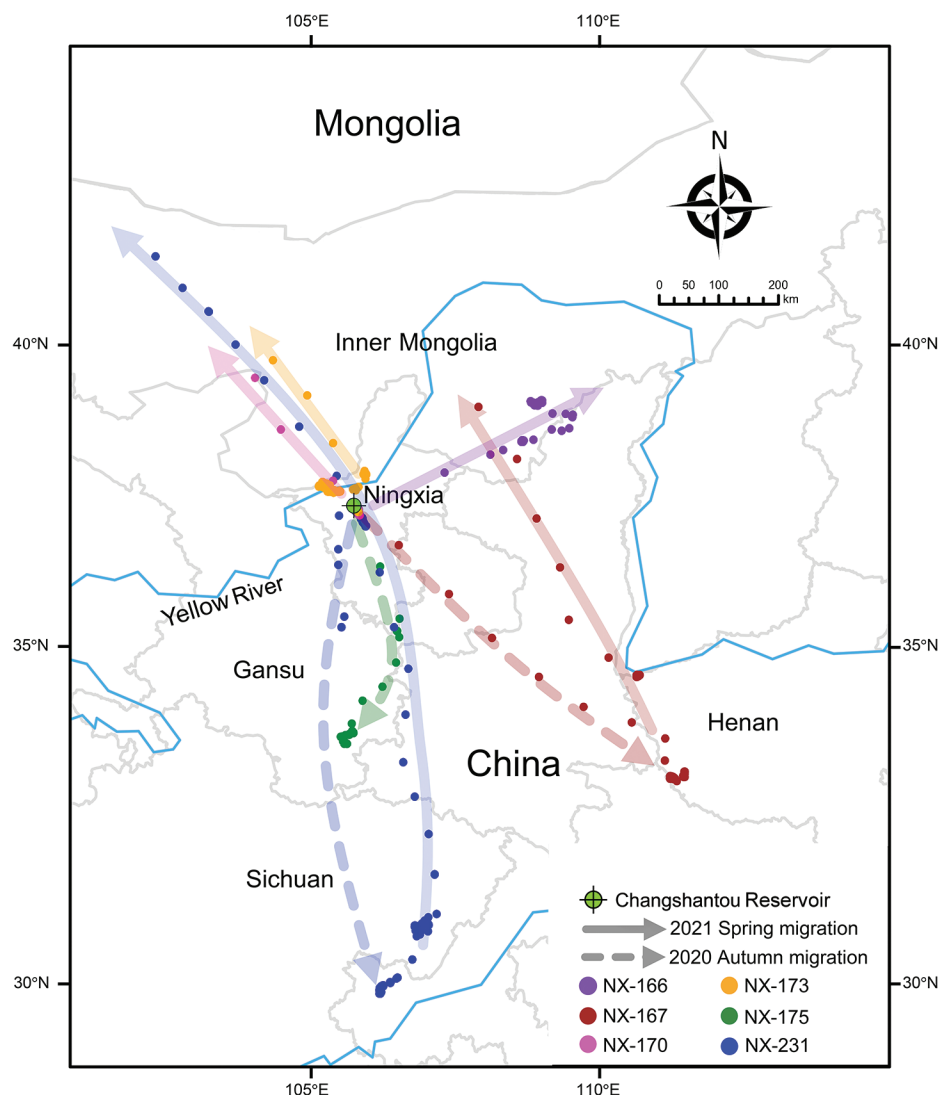 105°E 110°E
Mongolia
N
0 50 100 200
km
40°N 40°N
Inner Mongolia
Ningxia
Yellow River
35°N 35°N
Gansu
Henan
China
Sichuan
Changshantou Reservoir
2021 Spring migration
2020 Autumn migration
30°N 30°N
NX-166 NX-173
NX-167 NX-175
NX-170 NX-231
105°E 110°E